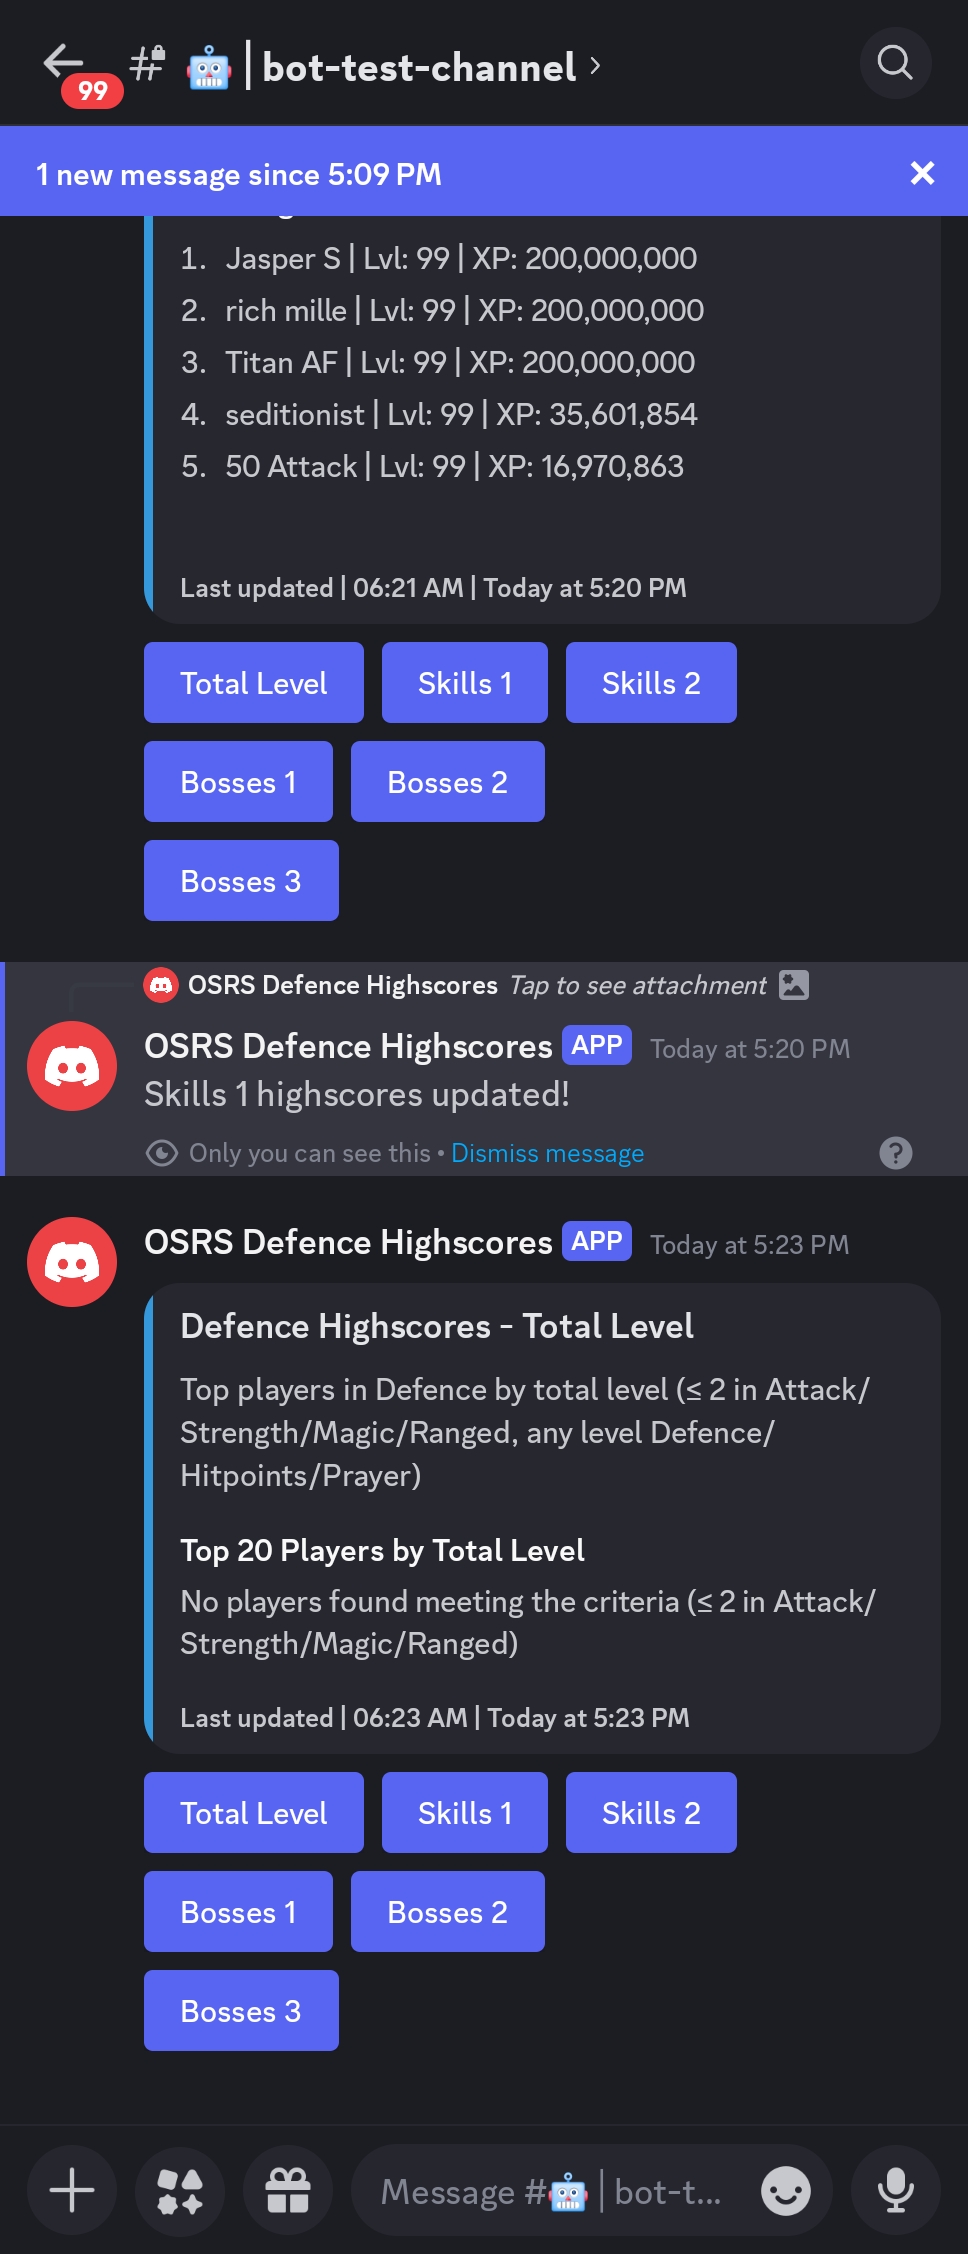 99
# 🤖 | bot-test-channel
1 new message since 5:09 PM
1. Jasper S | Lvl: 99 | XP: 200,000,000
2. rich mille | Lvl: 99 | XP: 200,000,000
3. Titan AF | Lvl: 99 | XP: 200,000,000
4. seditionist | Lvl: 99 | XP: 35,601,854
5. 50 Attack | Lvl: 99 | XP: 16,970,863
Last updated | 06:21 AM | Today at 5:20 PM
Total Level Skills 1 Skills 2
Bosses 1 Bosses 2
Bosses 3
OSRS Defence Highscores Tap to see attachment
OSRS Defence Highscores APP Today at 5:20 PM
Skills 1 highscores updated!
Only you can see this • Dismiss message
OSRS Defence Highscores APP Today at 5:23 PM
Defence Highscores - Total Level
Top players in Defence by total level (≤ 2 in Attack/
Strength/Magic/Ranged, any level Defence/
Hitpoints/Prayer)
Top 20 Players by Total Level
No players found meeting the criteria (≤ 2 in Attack/
Strength/Magic/Ranged)
Last updated | 06:23 AM | Today at 5:23 PM
Total Level Skills 1 Skills 2
Bosses 1 Bosses 2
Bosses 3
Message #🤖 | bot-t...